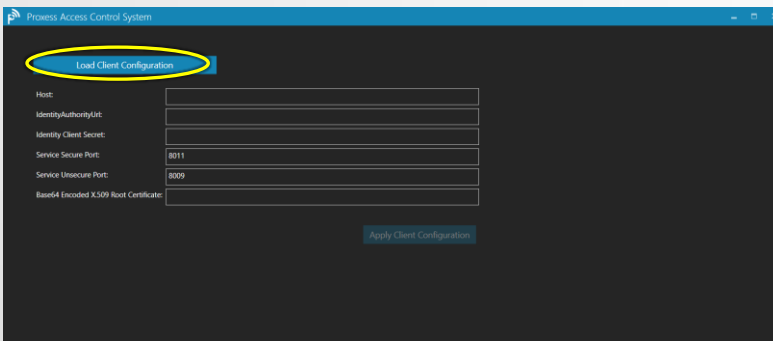 Proxess Access Control System
Load Client Configuration
Host:
IdentityAuthorityUrl:
Identity Client Secret:
Service Secure Port: 8011
Service Unsecure Port: 8009
Base64 Encoded X.509 Root Certificate:
Apply Client Configuration